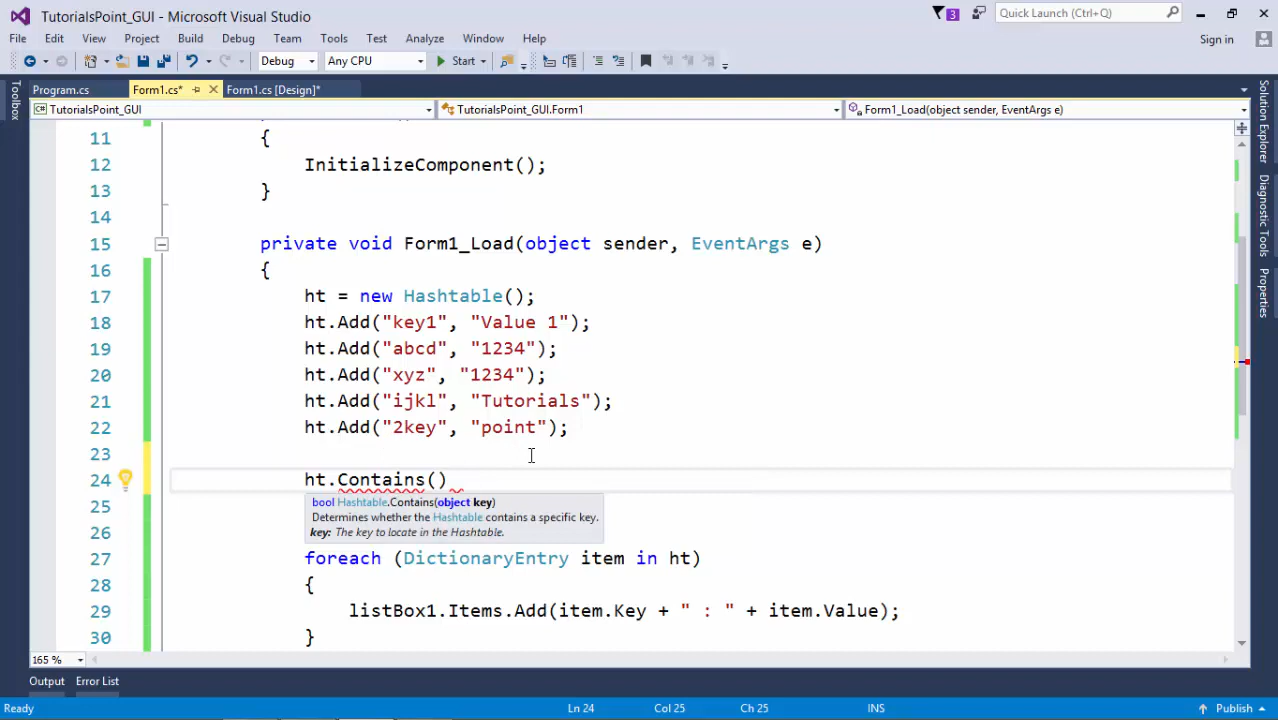 TutorialsPoint_GUI - Microsoft Visual Studio
3
Quick Launch (Ctrl+Q)
File Edit View Project Build Debug Team Tools Test Analyze Window Help
Sign in
Debug Any CPU Start
Toolbox
Program.cs Form1.cs* Form1.cs [Design]*
TutorialsPoint_GUI TutorialsPoint_GUI.Form1 Form1_Load(object sender, EventArgs e)
11 {
12 InitializeComponent();
13 }
14
15 private void Form1_Load(object sender, EventArgs e)
16 {
17 ht = new Hashtable();
18 ht.Add("key1", "Value 1");
19 ht.Add("abcd", "1234");
20 ht.Add("xyz", "1234");
21 ht.Add("ijkl", "Tutorials");
22 ht.Add("2key", "point");
23
24 ht.Contains()
bool Hashtable.Contains(object key)
25
Determines whether the Hashtable contains a specific key.
26
key: The key to locate in the Hashtable.
27 foreach (DictionaryEntry item in ht)
28 {
29 listBox1.Items.Add(item.Key + " : " + item.Value);
30 }
Solution Explorer
Diagnostic Tools
Properties
165 %
Output Error List
Ready Ln 24 Col 25 Ch 25 INS Publish